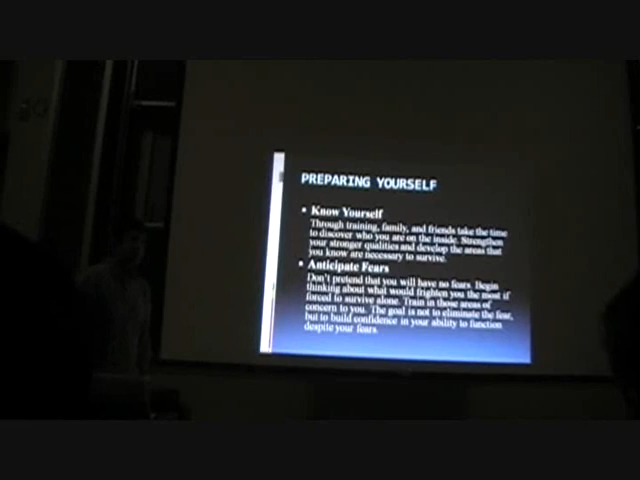 PREPARING YOURSELF
Know Yourself
Through training, family, and friends take the time
to discover who you are on the inside. Strengthen
your stronger qualities and develop the areas that
you know are necessary to survive.
Anticipate Fears
Don't pretend that you will have no fears. Begin
thinking about what would frighten you the most if
forced to survive alone. Train in those areas of
concern to you. The goal is not to eliminate the fear,
but to build confidence in your ability to function
despite your fears.